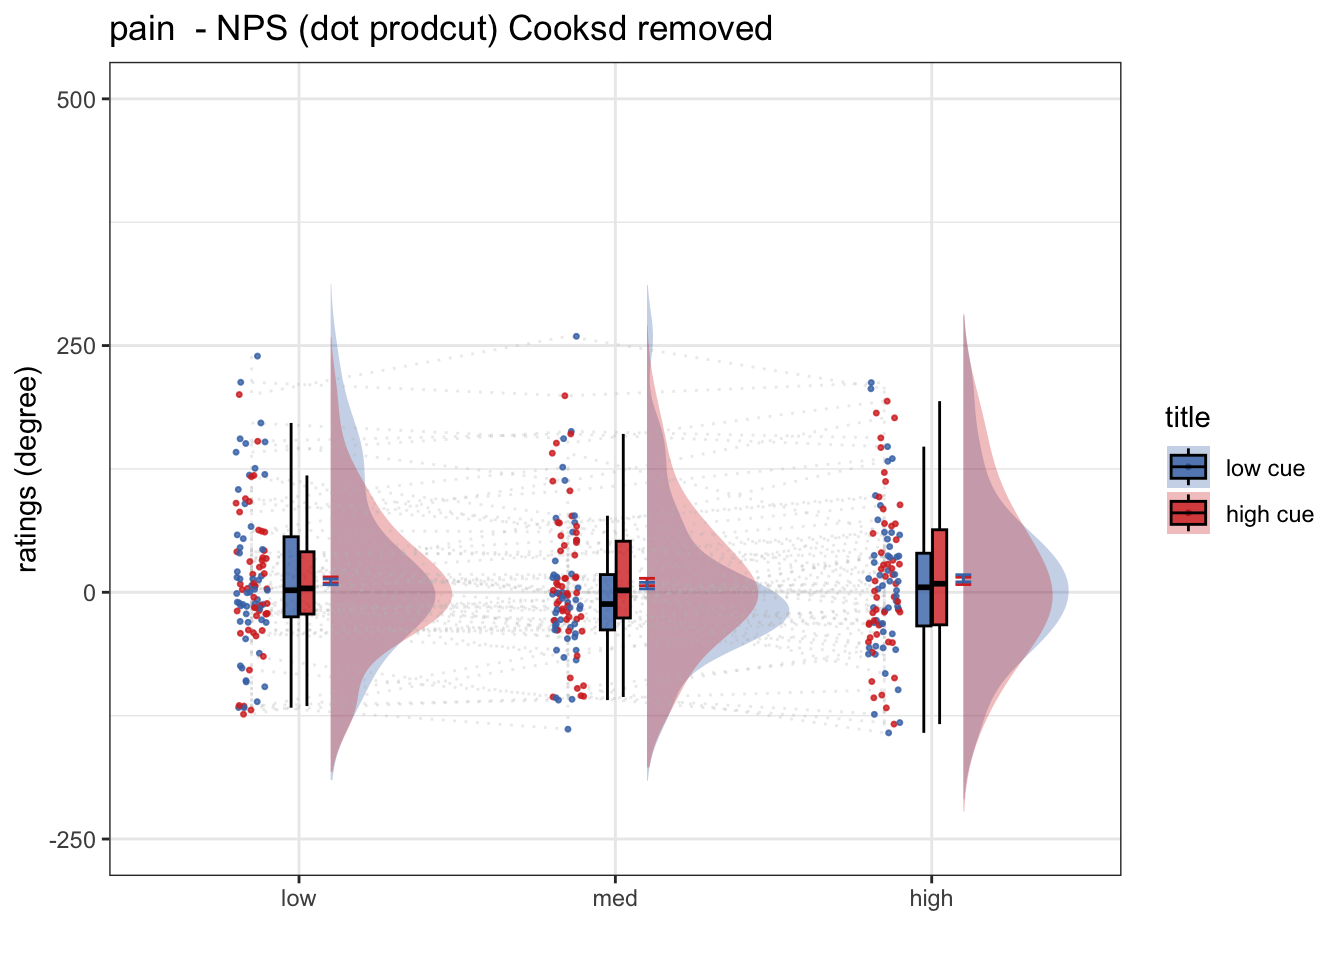 pain  - NPS (dot prodcut) Cooksd removed
500
250
0
-250
ratings (degree)
low
med
high
title
low cue
high cue